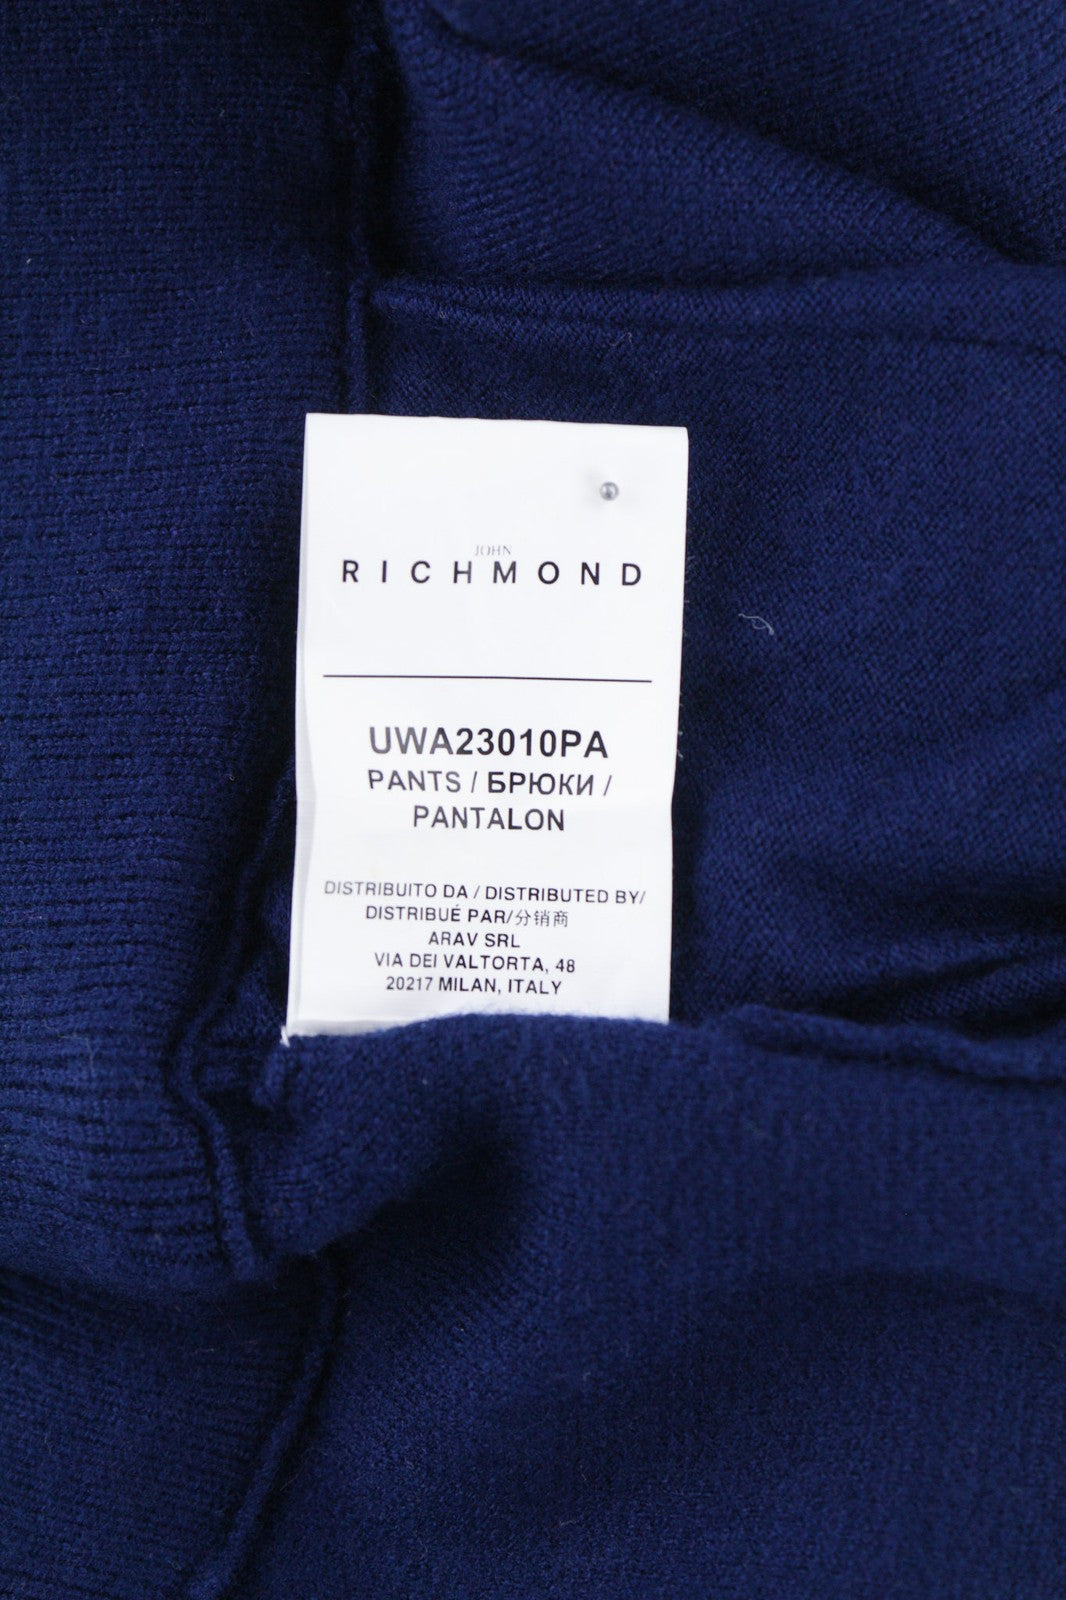 JOHN
RICHMOND
UWA23010PA
PANTS / БРЮКИ /
PANTALON
DISTRIBUITO DA / DISTRIBUTED BY/
DISTRIBUÉ PAR/分销商
ARAV SRL
VIA DEI VALTORTA, 48
20217 MILAN, ITALY